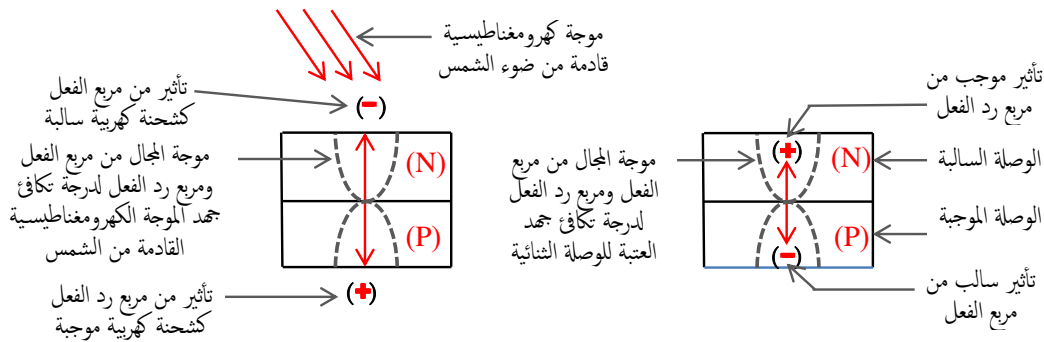 موجة كهرومغناطيسية
قادمة من ضوء الشمس
تأثير من مربع الفعل
كشحنة كهربية سالبة
(-)
موجة المجال من مربع الفعل
ومربع رد الفعل لدرجة تكافئ
جهد الموجة الكهرومغناطيسية
القادمة من الشمس
(N)
(P)
(+)
تأثير من مربع رد الفعل
كشحنة كهربية موجبة
تأثير موجب من
مربع رد الفعل
(+)
(N)
الوصلة السالبة
موجة المجال من مربع
الفعل ومربع رد الفعل
لدرجة تكافئ جهد
العتبة للوصلة الثنائية
(P)
الوصلة الموجبة
(-)
تأثير سالب من
مربع الفعل